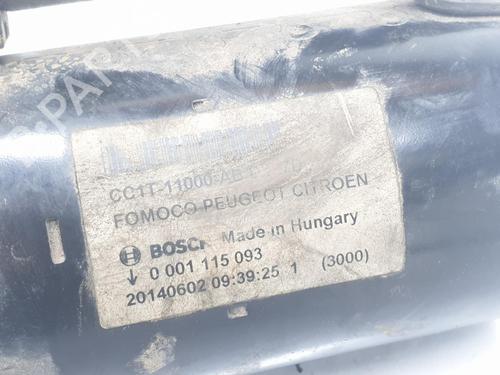 CC1T-11000-AB
FOMOCO-PEUGEOT CITROEN
BOSCH Made in Hungary
0 001 115 093
20140602 09:39:25 1 (3000)